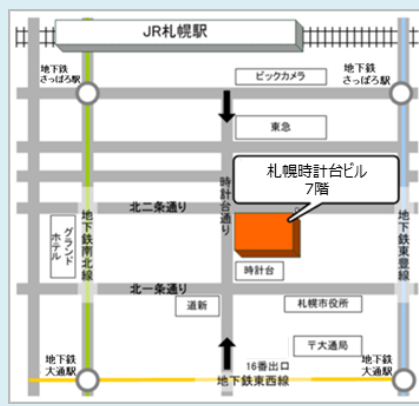 JR札幌駅
地下鉄
さっぽろ駅
ビックカメラ
地下鉄
さっぽろ駅
東急
札幌時計台ビル
7階
時計台通り
北二条通り
グランド
ホテル
地下鉄南北線
地下鉄東豊線
時計台
北一条通り
道新
札幌市役所
〒大通局
地下鉄
大通駅
16番出口
地下鉄東西線
地下鉄
大通駅